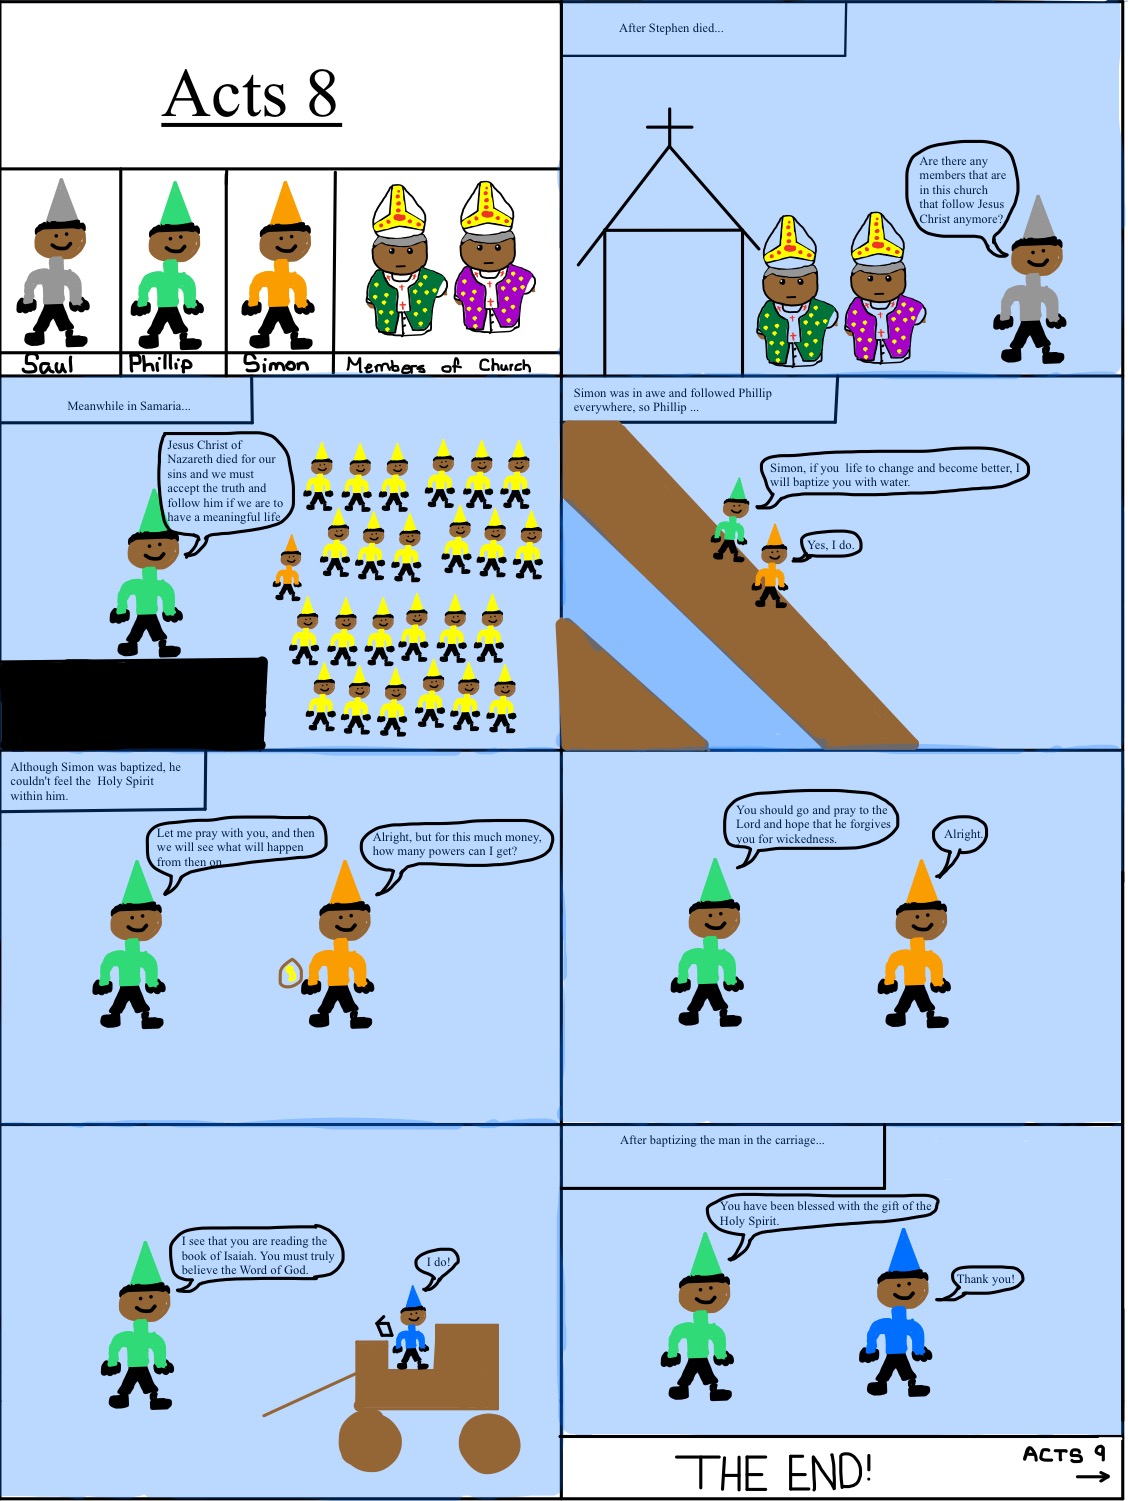 Acts 8
Saul
Phillip
Simon
Members of Church
After Stephen died...
Are there any
members that are
in this church
that follow Jesus
Christ anymore?
Meanwhile in Samaria...
Jesus Christ of
Nazareth died for our
sins and we must
accept the truth and
follow him if we are to
have a meaningful life
Simon was in awe and followed Phillip
everywhere, so Phillip ...
Simon, if you life to change and become better, I
will baptize you with water.
Yes, I do.
Although Simon was baptized, he
couldn't feel the Holy Spirit
within him.
Let me pray with you, and then
we will see what will happen
from then on
Alright, but for this much money,
how many powers can I get?
You should go and pray to the
Lord and hope that he forgives
you for wickedness.
Alright.
I see that you are reading the
book of Isaiah. You must truly
believe the Word of God.
I do!
After baptizing the man in the carriage...
You have been blessed with the gift of the
Holy Spirit.
Thank you!
THE END!
ACTS 9